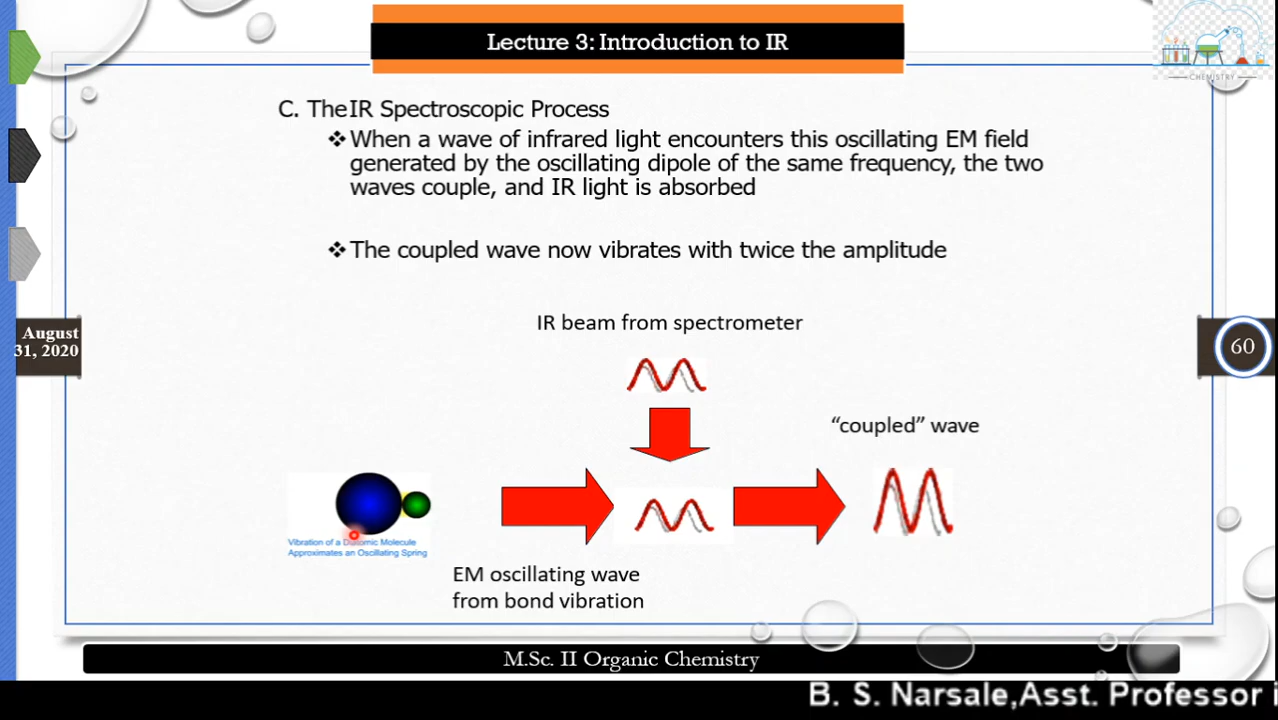 Lecture 3: Introduction to IR
CHEMISTRY
C. The IR Spectroscopic Process
❖When a wave of infrared light encounters this oscillating EM field
generated by the oscillating dipole of the same frequency, the two
waves couple, and IR light is absorbed
❖The coupled wave now vibrates with twice the amplitude
IR beam from spectrometer
August
31, 2020
60
“coupled” wave
Vibration of a Diatomic Molecule
Approximates an Oscillating Spring
EM oscillating wave
from bond vibration
M.Sc. II Organic Chemistry
B. S. Narsale,Asst. Professor i